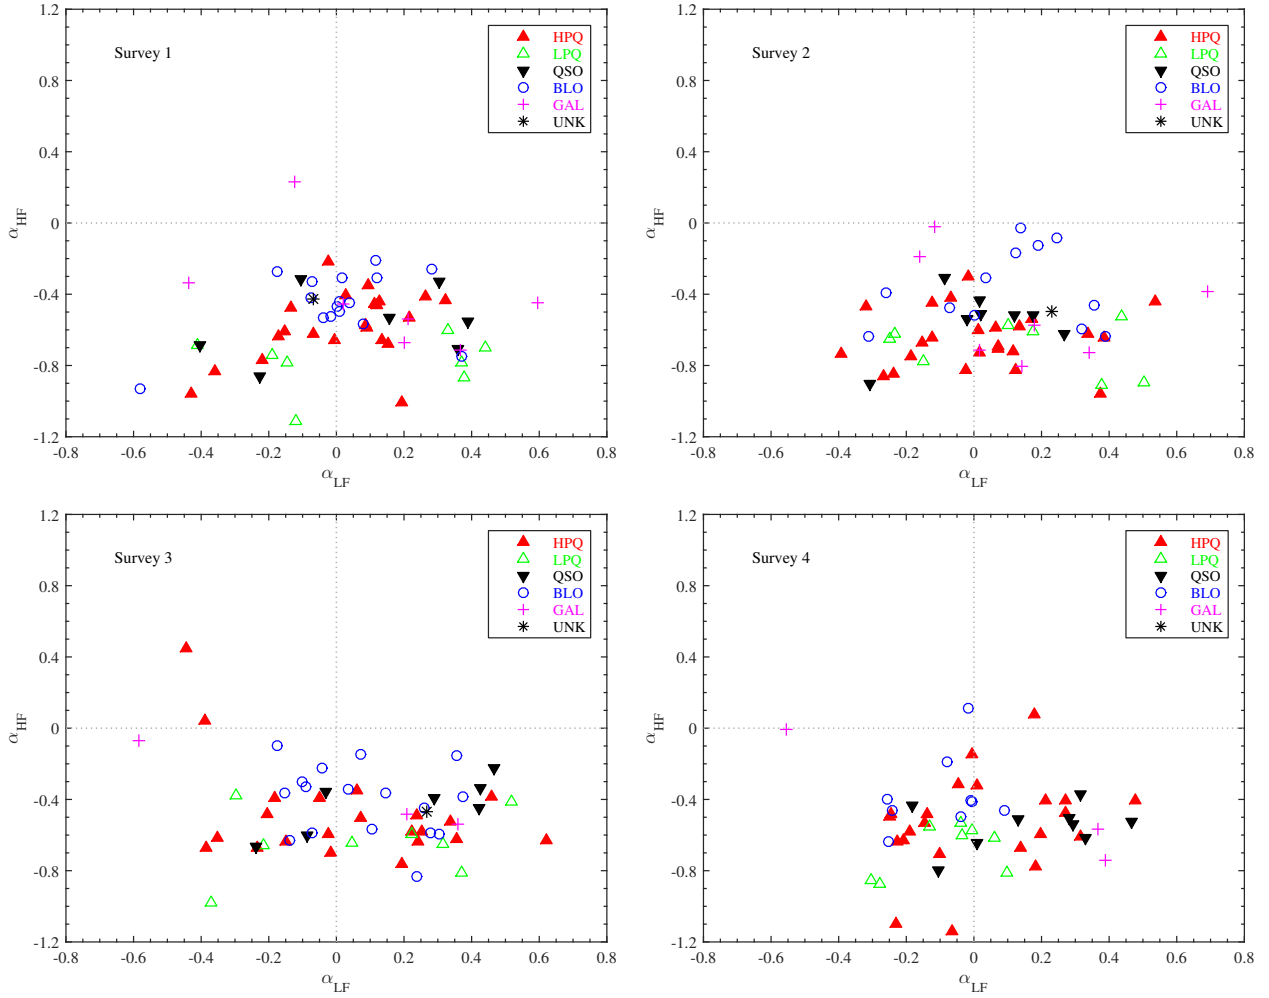 Survey 1
HPQ
LPQ
QSO
BLO
GAL
UNK
1.2
0.8
0.4
0
-0.4
-0.8
-1.2
α_HF
-0.8 -0.6 -0.4 -0.2 0 0.2 0.4 0.6 0.8
α_LF
Survey 2
HPQ
LPQ
QSO
BLO
GAL
UNK
1.2
0.8
0.4
0
-0.4
-0.8
-1.2
α_HF
-0.8 -0.6 -0.4 -0.2 0 0.2 0.4 0.6 0.8
α_LF
Survey 3
HPQ
LPQ
QSO
BLO
GAL
UNK
1.2
0.8
0.4
0
-0.4
-0.8
-1.2
α_HF
-0.8 -0.6 -0.4 -0.2 0 0.2 0.4 0.6 0.8
α_LF
Survey 4
HPQ
LPQ
QSO
BLO
GAL
UNK
1.2
0.8
0.4
0
-0.4
-0.8
-1.2
α_HF
-0.8 -0.6 -0.4 -0.2 0 0.2 0.4 0.6 0.8
α_LF